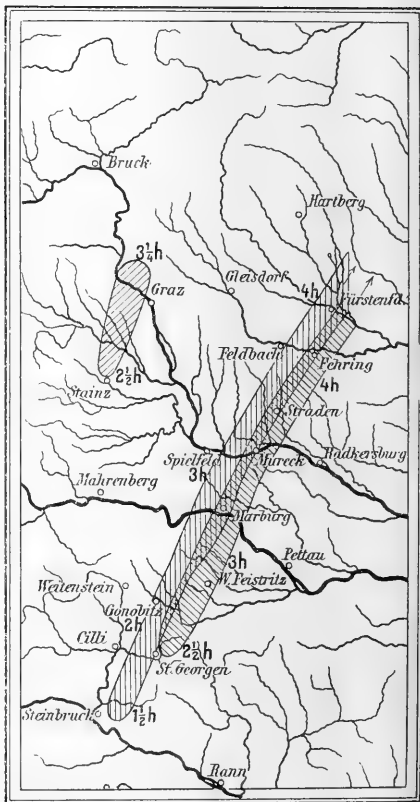 Bruck
Hartberg
3¼h
Gleisdorf
Graz
4h
Fürstenfd.
Feldbach
Fehring
2½h
4h
Stainz
Straden
Spielfeld
Mureck
Radkersburg
3h
Mahrenberg
Marburg
Pettau
3h
W. Feistritz
Weitenstein
Gonobitz
2h
Cilli
2½h
St. Georgen
Steinbruck
1½h
Rann